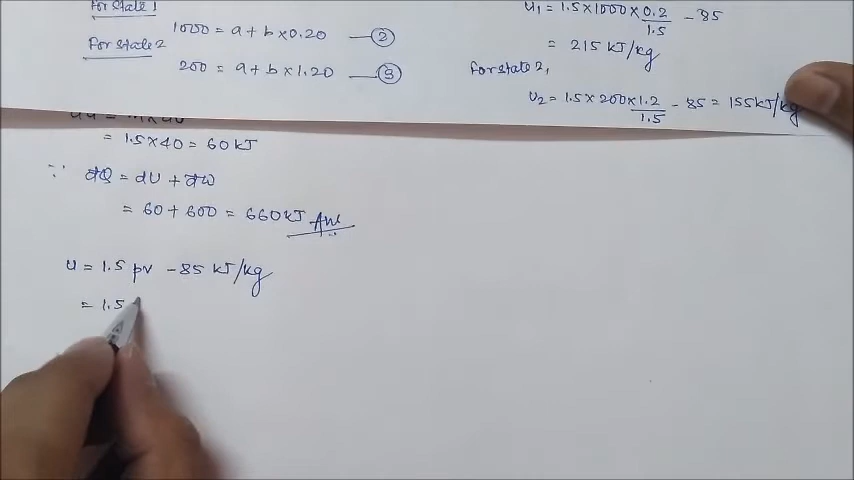 For State 1
1000 = a + b × 0.20 — 2
For State 2
200 = a + b × 1.20 — 3
u1 = 1.5 × 1000 × 0.2/1.5 - 85
= 215 kJ/kg
For state 2,
u2 = 1.5 × 200 × 1.2/1.5 - 85 = 155 kJ/kg
= 1.5 × 40 = 60 kJ
∵ dQ = dU + dW
= 60 + 600 = 660 kJ Ans
u = 1.5 pv - 85 kJ/kg
= 1.5